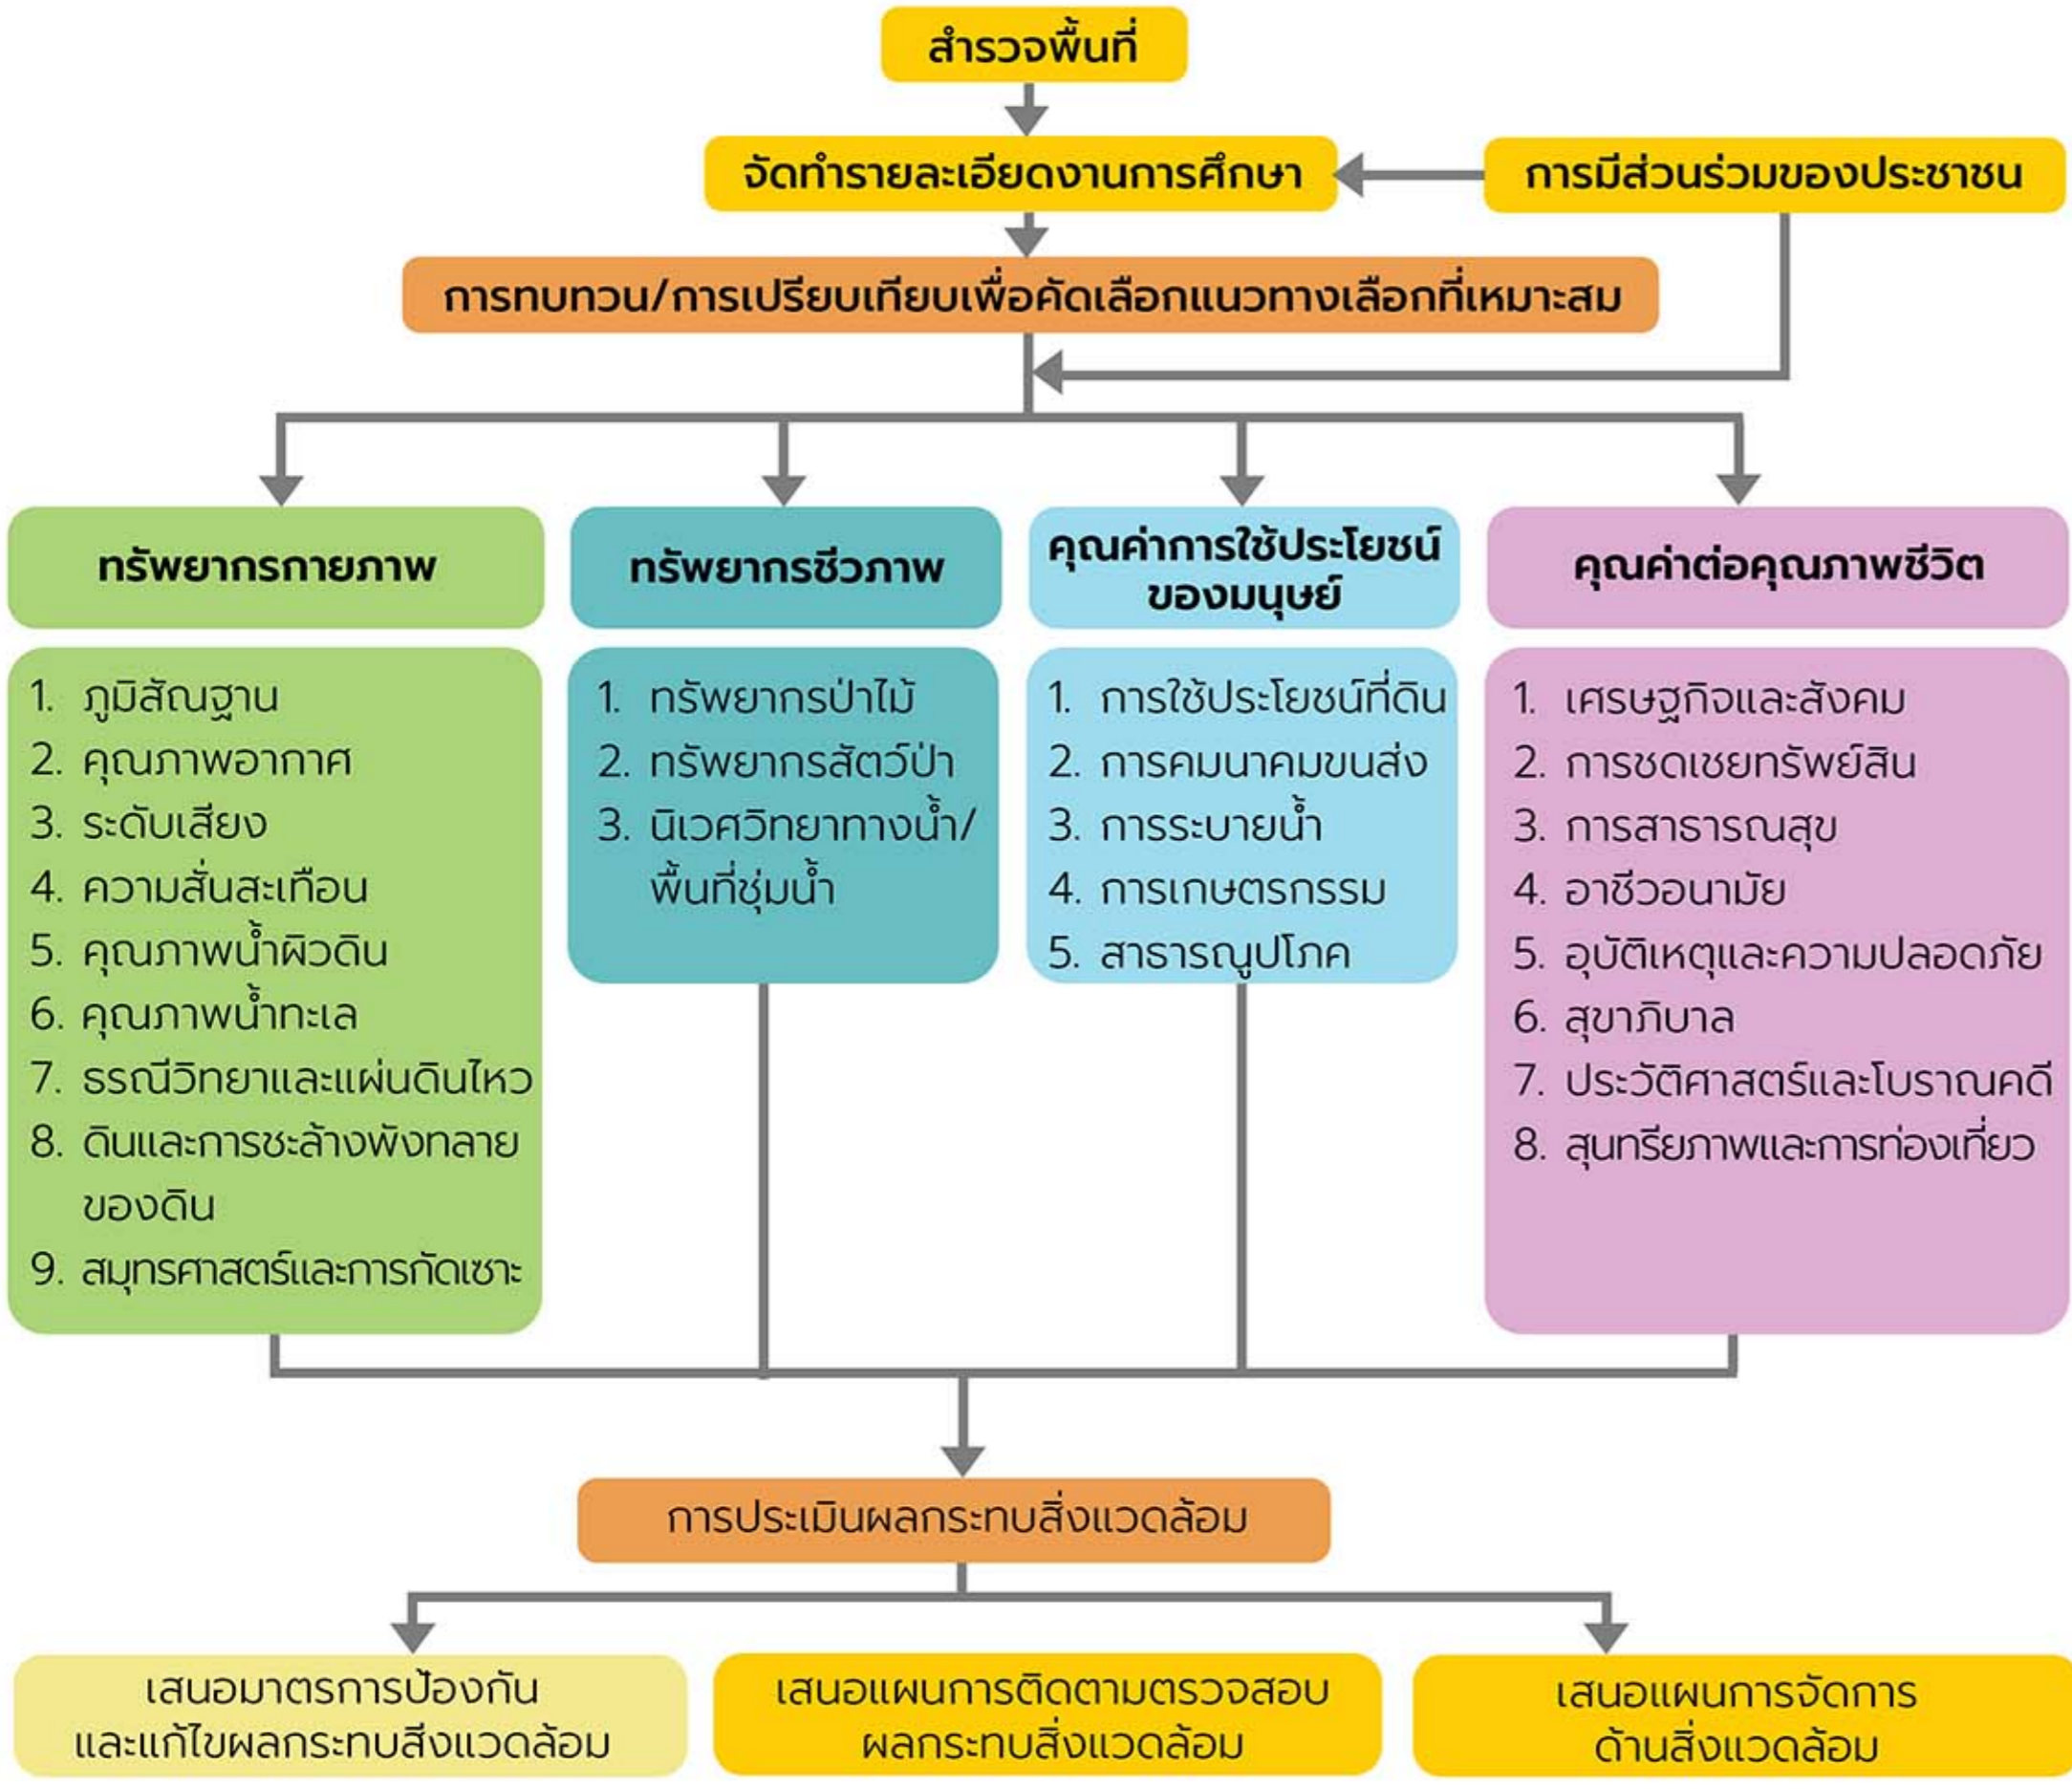 สำรวจพื้นที่
จัดทำรายละเอียดงานการศึกษา
การมีส่วนร่วมของประชาชน
การทบทวน/การเปรียบเทียบเพื่อคัดเลือกแนวทางเลือกที่เหมาะสม
ทรัพยากรกายภาพ
1. ภูมิสัณฐาน
2. คุณภาพอากาศ
3. ระดับเสียง
4. ความสั่นสะเทือน
5. คุณภาพน้ำผิวดิน
6. คุณภาพน้ำทะเล
7. ธรณีวิทยาและแผ่นดินไหว
8. ดินและการชะล้างพังทลาย
ของดิน
9. สมุทรศาสตร์และการกัดเซาะ
ทรัพยากรชีวภาพ
1. ทรัพยากรป่าไม้
2. ทรัพยากรสัตว์ป่า
3. นิเวศวิทยาทางน้ำ/
พื้นที่ชุ่มน้ำ
คุณค่าการใช้ประโยชน์
ของมนุษย์
1. การใช้ประโยชน์ที่ดิน
2. การคมนาคมขนส่ง
3. การระบายน้ำ
4. การเกษตรกรรม
5. สาธารณูปโภค
คุณค่าต่อคุณภาพชีวิต
1. เศรษฐกิจและสังคม
2. การชดเชยทรัพย์สิน
3. การสาธารณสุข
4. อาชีวอนามัย
5. อุบัติเหตุและความปลอดภัย
6. สุขาภิบาล
7. ประวัติศาสตร์และโบราณคดี
8. สุนทรียภาพและการท่องเที่ยว
การประเมินผลกระทบสิ่งแวดล้อม
เสนอมาตรการป้องกัน
และแก้ไขผลกระทบสี่งแวดล้อม
เสนอแผนการติดตามตรวจสอบ
ผลกระทบสิ่งแวดล้อม
เสนอแผนการจัดการ
ด้านสิ่งแวดล้อม